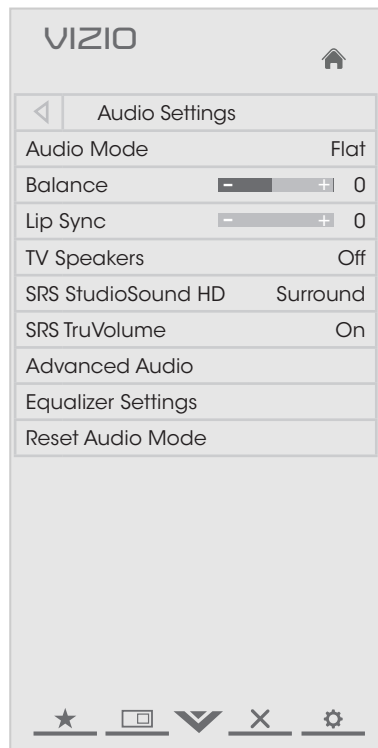 VIZIO
Audio Settings
Audio Mode Flat
Balance - + 0
Lip Sync - + 0
TV Speakers Off
SRS StudioSound HD Surround
SRS TruVolume On
Advanced Audio
Equalizer Settings
Reset Audio Mode